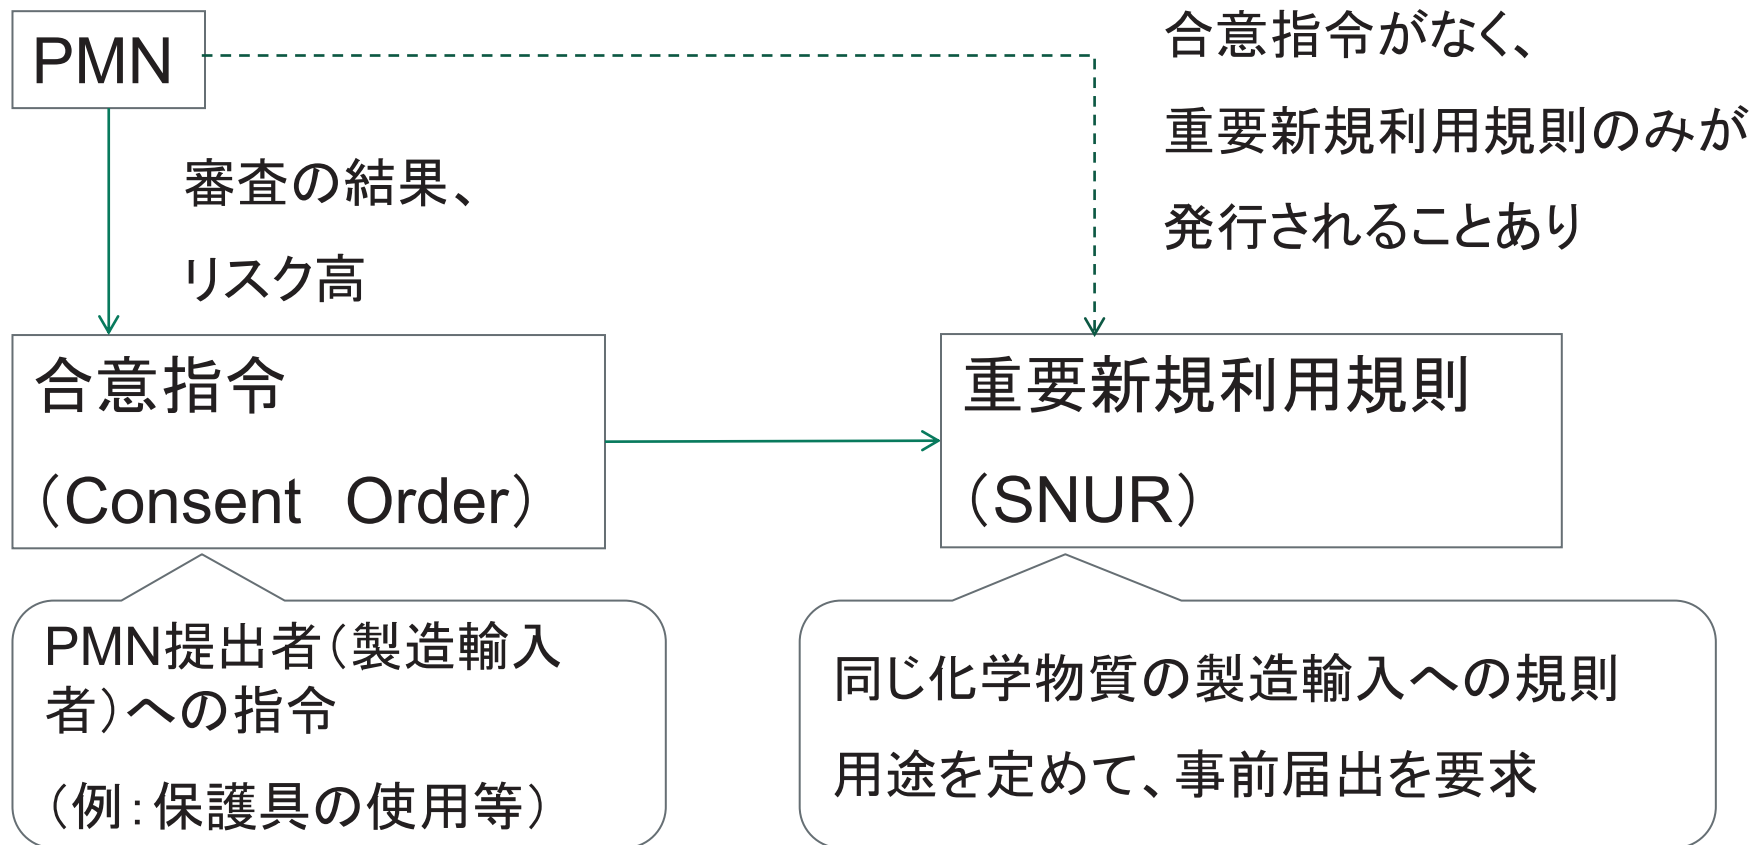 PMN
合意指令がなく、
重要新規利用規則のみが
発行されることあり
審査の結果、
リスク高
合意指令
（Consent　Order）
重要新規利用規則
（SNUR）
PMN提出者（製造輸入
者）への指令
（例：保護具の使用等）
同じ化学物質の製造輸入への規則
用途を定めて、事前届出を要求